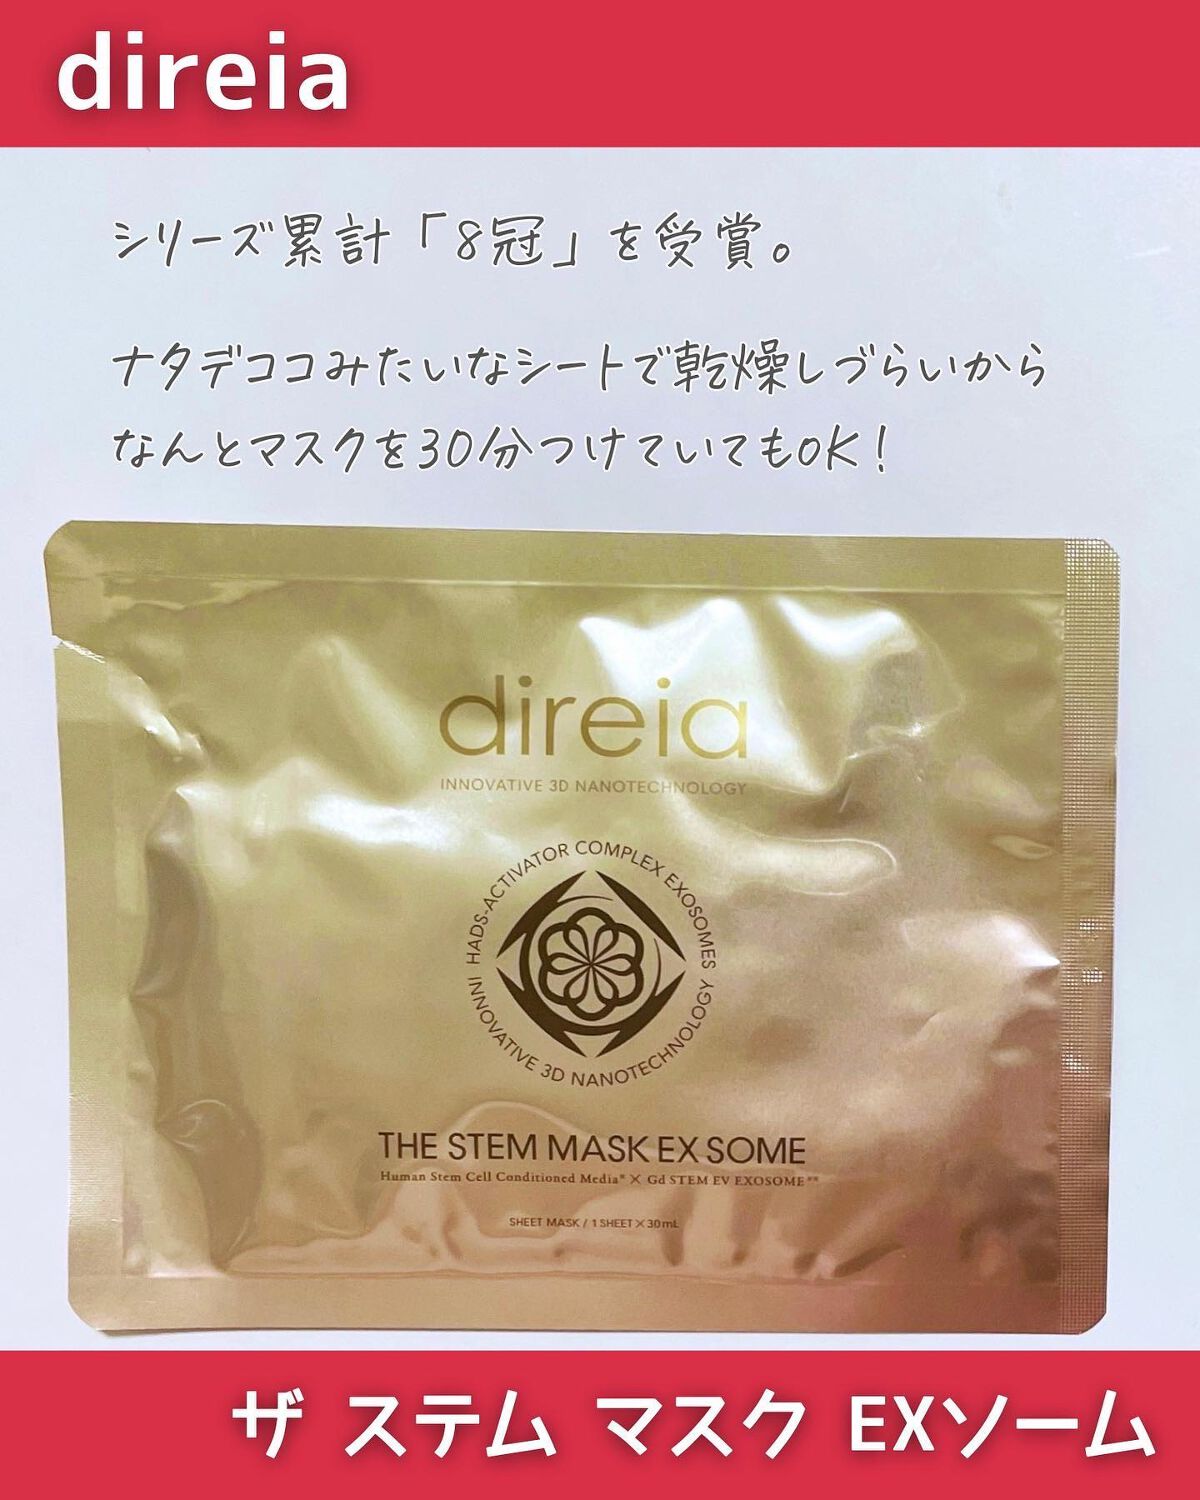 direia
シリーズ累計「8冠」を受賞。
ナタデココみたいなシートで乾燥しづらいから
なんとマスクを30分つけていてもOK!
direia
INNOVATIVE 3D NANOTECHNOLOGY
HADS-ACTIVATOR COMPLEX EXOSOMES
INNOVATIVE 3D NANOTECHNOLOGY
THE STEM MASK EX SOME
Human Stem Cell Conditioned Media* × Gd STEM EV EXOSOME**
SHEET MASK / 1 SHEET × 30mL
ザ ステム マスク EXソーム